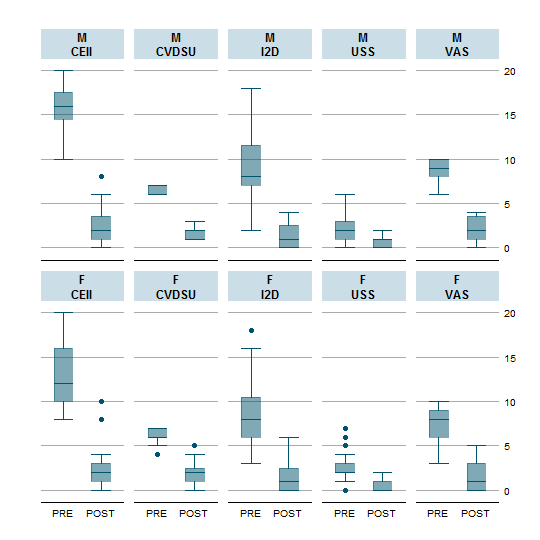 M M M M M
CEII CVDSU I2D USS VAS
20
15
10
5
0
F F F F F
CEII CVDSU I2D USS VAS
20
15
10
5
0
PRE POST PRE POST PRE POST PRE POST PRE POST